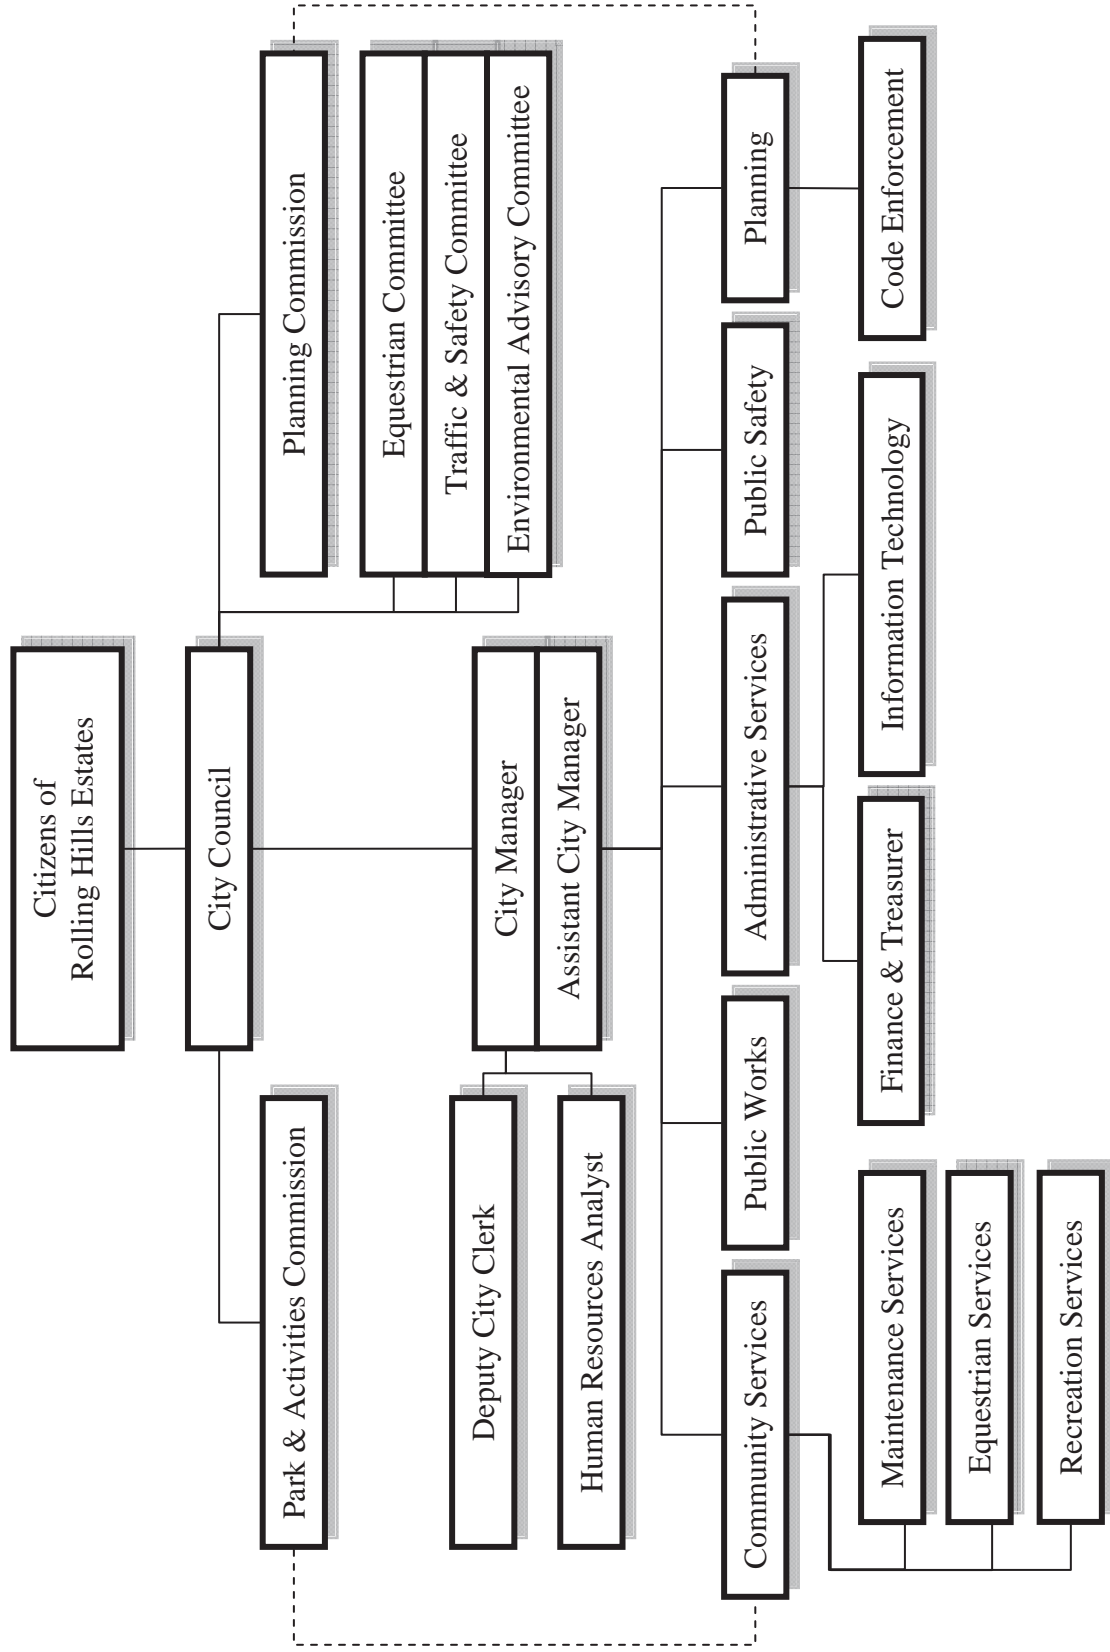 Citizens of
Rolling Hills Estates
City Council
Park & Activities Commission
Planning Commission
Equestrian Committee
Traffic & Safety Committee
Environmental Advisory Committee
City Manager
Assistant City Manager
Deputy City Clerk
Human Resources Analyst
Community Services
Public Works
Administrative Services
Public Safety
Planning
Maintenance Services
Equestrian Services
Recreation Services
Finance & Treasurer
Information Technology
Code Enforcement